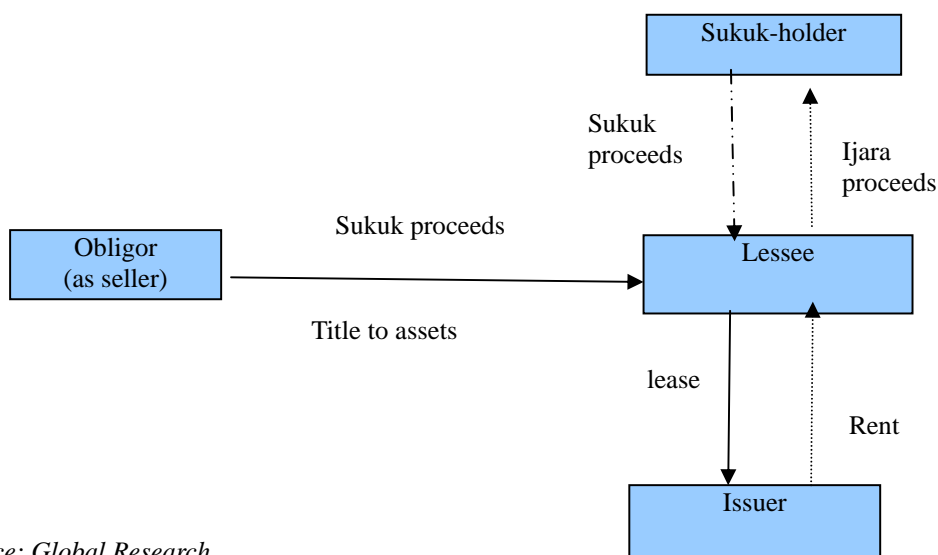 Sukuk-holder
Sukuk
proceeds
Ijara
proceeds
Sukuk proceeds
Obligor
(as seller)
Lessee
Title to assets
lease
Rent
Issuer
Global Research